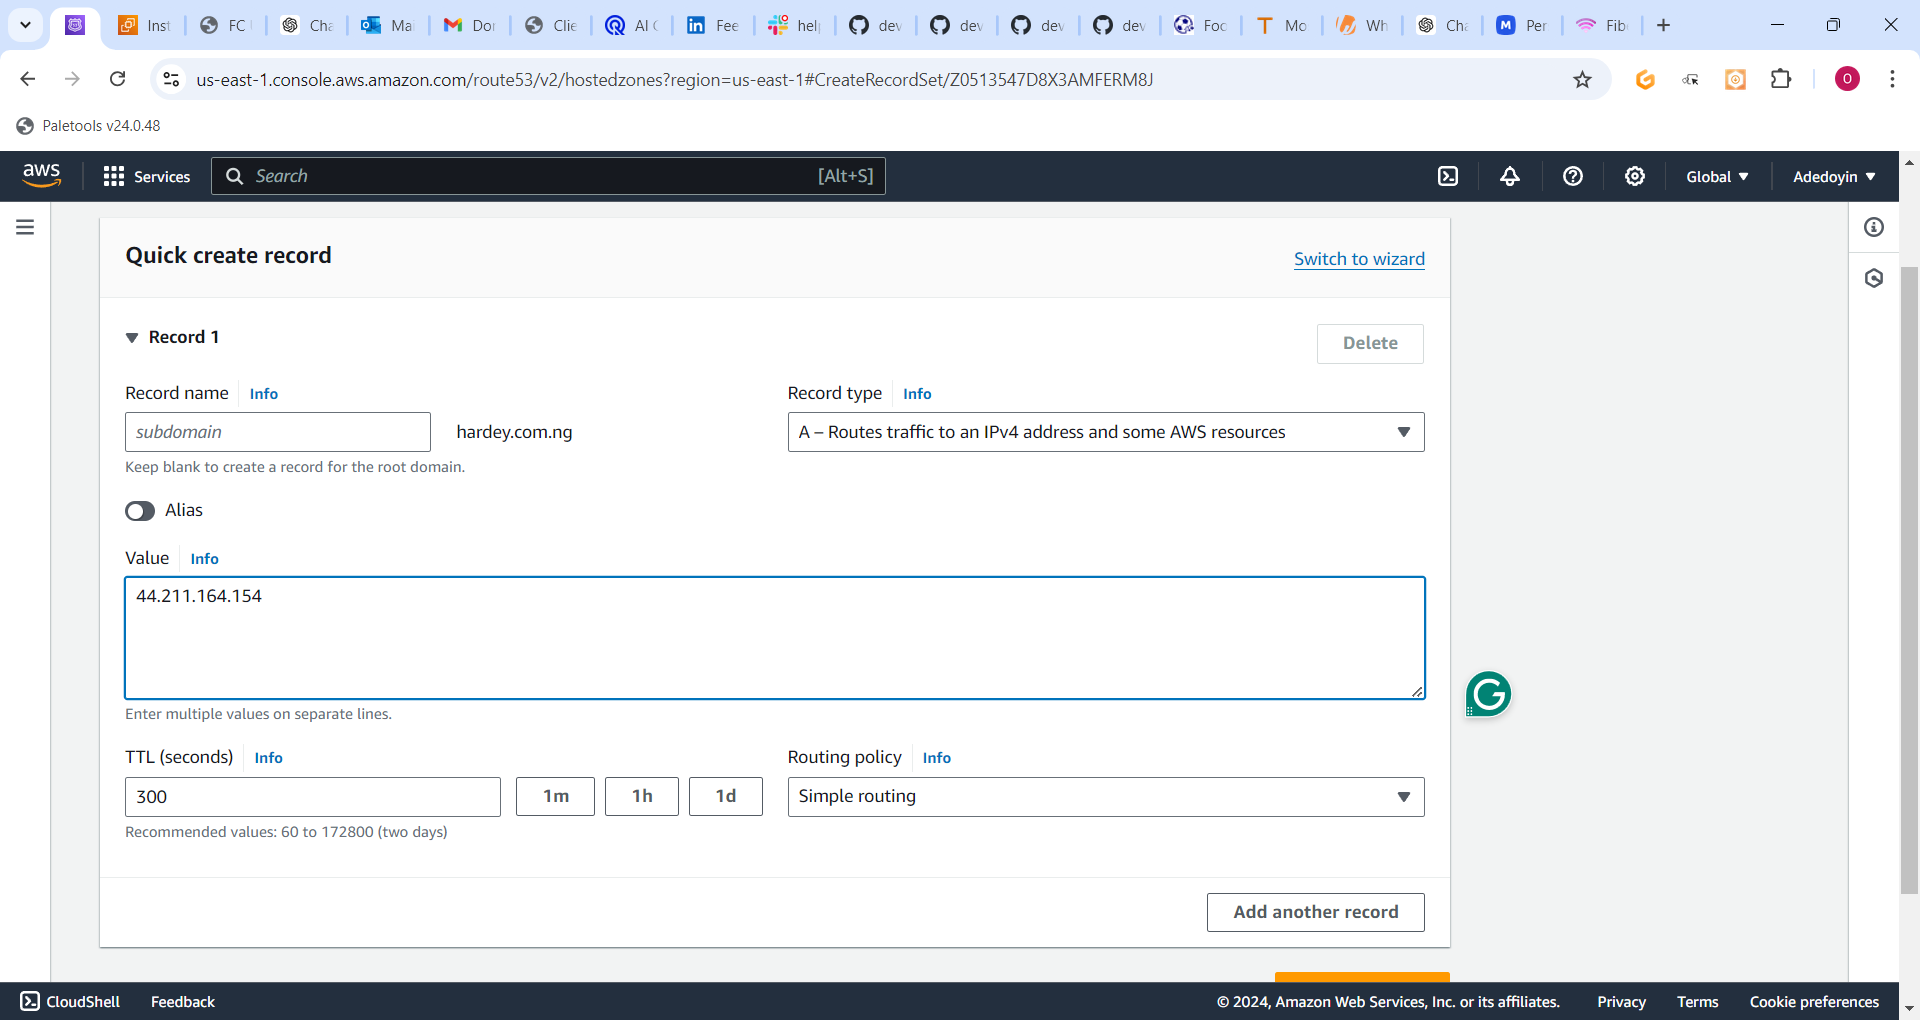 Inst
FC
Cha
Mai
Don
Clie
AI C
Fee
help
dev
dev
dev
dev
Foo
Mo
Wh
Cha
Per
Fib
us-east-1.console.aws.amazon.com/route53/v2/hostedzones?region=us-east-1#CreateRecordSet/Z0513547D8X3AMFERM8J
O
Paletools v24.0.48
aws
Services
Search
[Alt+S]
Global
Adedoyin
Quick create record
Switch to wizard
Record 1
Delete
Record name Info
Record type Info
subdomain
hardey.com.ng
A – Routes traffic to an IPv4 address and some AWS resources
Keep blank to create a record for the root domain.
Alias
Value Info
44.211.164.154
Enter multiple values on separate lines.
TTL (seconds) Info
Routing policy Info
300
1m
1h
1d
Simple routing
Recommended values: 60 to 172800 (two days)
Add another record
CloudShell
Feedback
© 2024, Amazon Web Services, Inc. or its affiliates.
Privacy
Terms
Cookie preferences